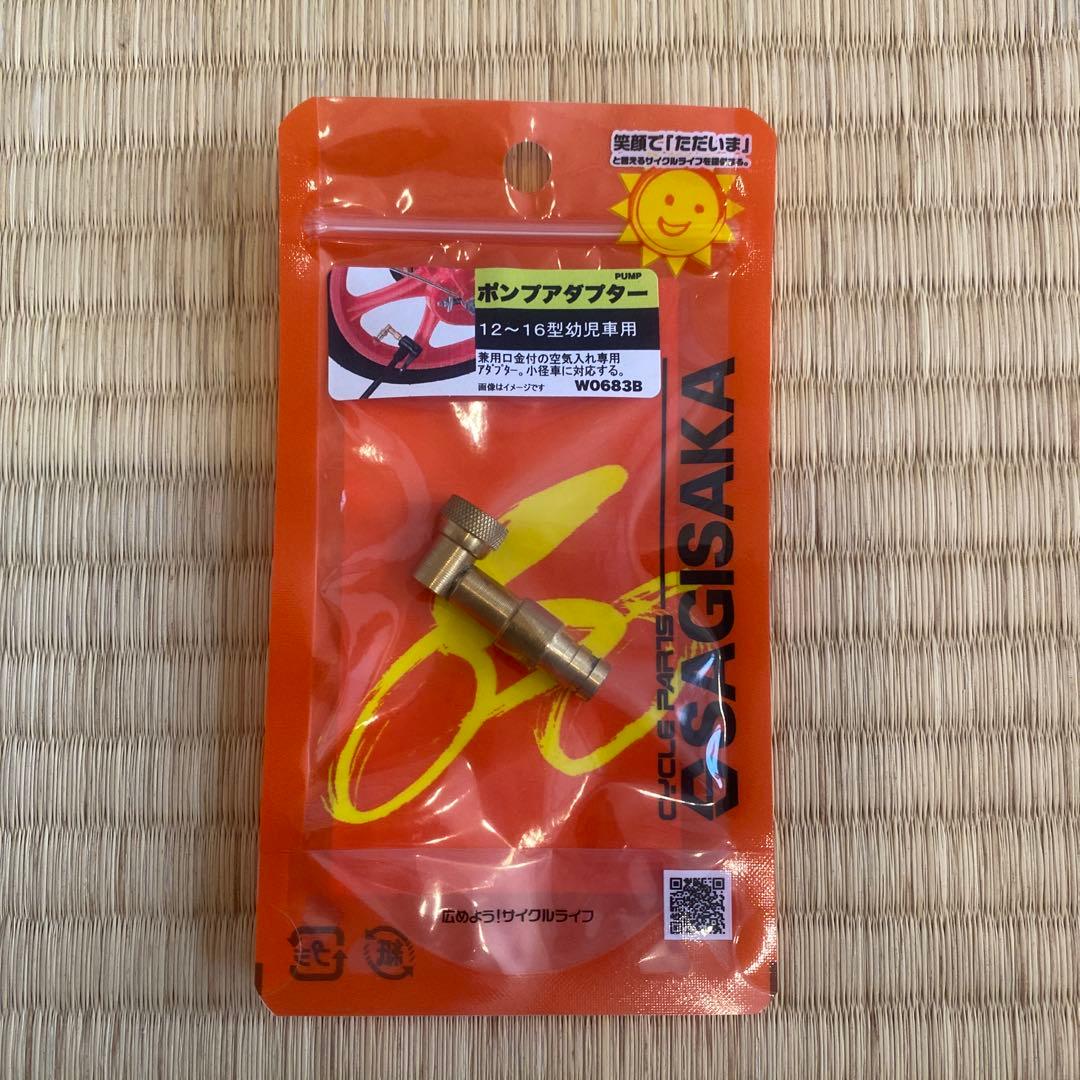 笑顔で「ただいま」
と言えるサイクルライフを提供する。
PUMP
ポンプアダプター
12〜16型幼児車用
兼用口金付の空気入れ専用
アダプター。小径車に対応する。
画像はイメージです
W0683B
CYCLE PARTS
SAGISAKA
広めよう!サイクルライフ
プラ
紙